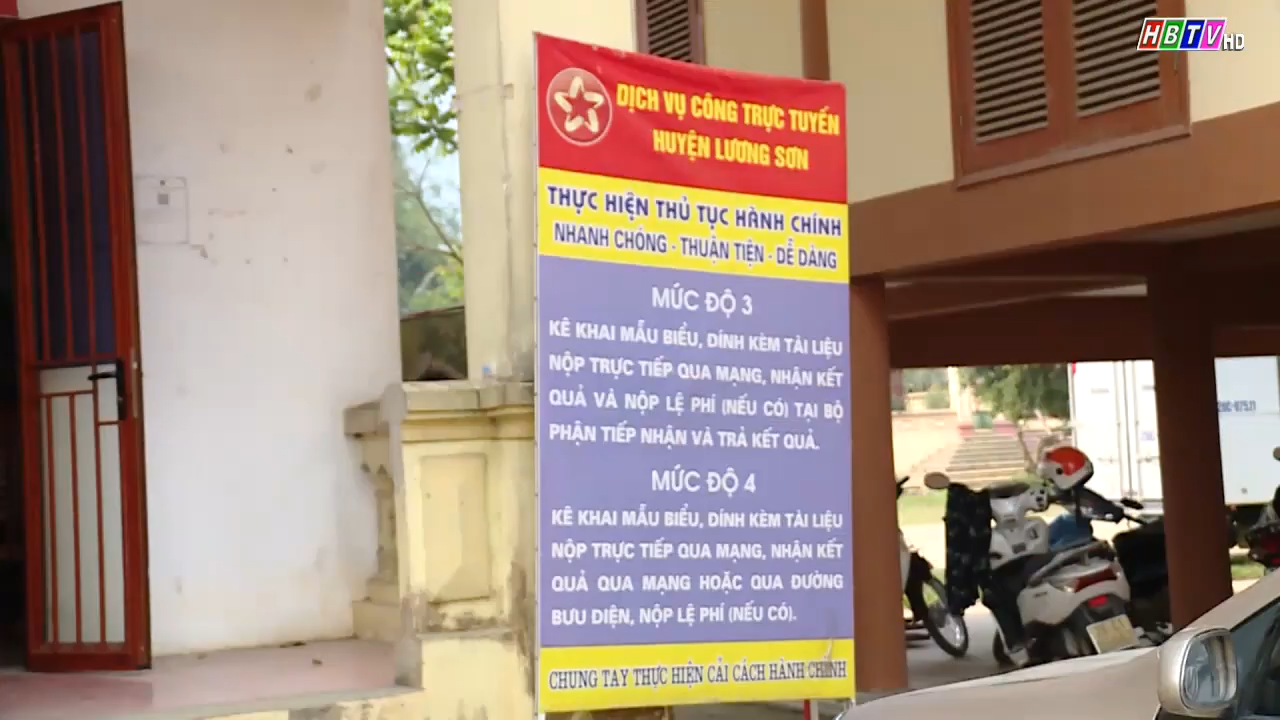 HBTV HD
DỊCH VỤ CÔNG TRỰC TUYẾN
HUYỆN LƯƠNG SƠN
THỰC HIỆN THỦ TỤC HÀNH CHÍNH
NHANH CHÓNG - THUẬN TIỆN - DỄ DÀNG
MỨC ĐỘ 3
KÊ KHAI MẪU BIỂU, DÍNH KÈM TÀI LIỆU
NỘP TRỰC TIẾP QUA MẠNG, NHẬN KẾT
QUẢ VÀ NỘP LỆ PHÍ (NẾU CÓ) TẠI BỘ
PHẬN TIẾP NHẬN VÀ TRẢ KẾT QUẢ.
MỨC ĐỘ 4
KÊ KHAI MẪU BIỂU, DÍNH KÈM TÀI LIỆU
NỘP TRỰC TIẾP QUA MẠNG, NHẬN KẾT
QUẢ QUA MẠNG HOẶC QUA ĐƯỜNG
BƯU DIỆN, NỘP LỆ PHÍ (NẾU CÓ).
CHUNG TAY THỰC HIỆN CẢI CÁCH HÀNH CHÍNH